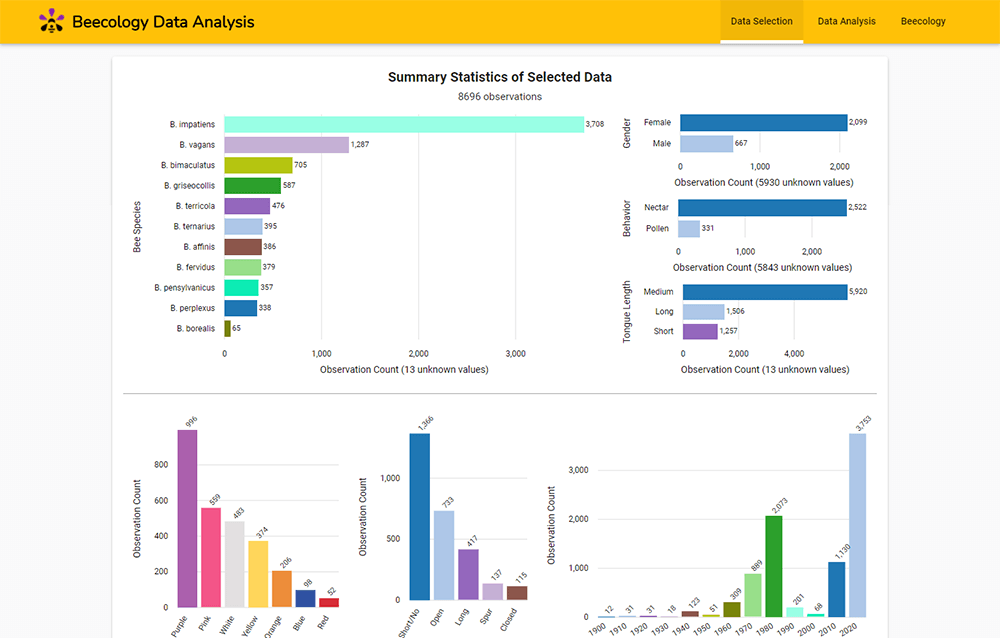 Beecology Data Analysis
Data Selection
Data Analysis
Beecology
Summary Statistics of Selected Data
8696 observations
Bee Species
B. impatiens 3,708
B. vagans 1,287
B. bimaculatus 705
B. griseocollis 587
B. terricola 476
B. ternarius 395
B. affinis 386
B. fervidus 379
B. pensylvanicus 357
B. perplexus 338
B. borealis 65
0 1,000 2,000 3,000
Observation Count (13 unknown values)
Gender
Female 2,099
Male 667
0 1,000 2,000
Observation Count (5930 unknown values)
Behavior
Nectar 2,522
Pollen 331
0 1,000 2,000
Observation Count (5843 unknown values)
Tongue Length
Medium 5,920
Long 1,506
Short 1,257
0 2,000 4,000
Observation Count (13 unknown values)
Observation Count
800
600
400
200
0
996 559 483 374 206 98 52
Purple Pink White Yellow Orange Blue Red
Observation Count
1,000
500
0
1,366 733 417 137 115
Short/No Open Long Spur Closed
Observation Count
3,000
2,000
1,000
0
12 31 31 18 123 51 309 889 2,073 201 68 1,130 3,753
1900 1910 1920 1930 1940 1950 1960 1970 1980 1990 2000 2010 2020